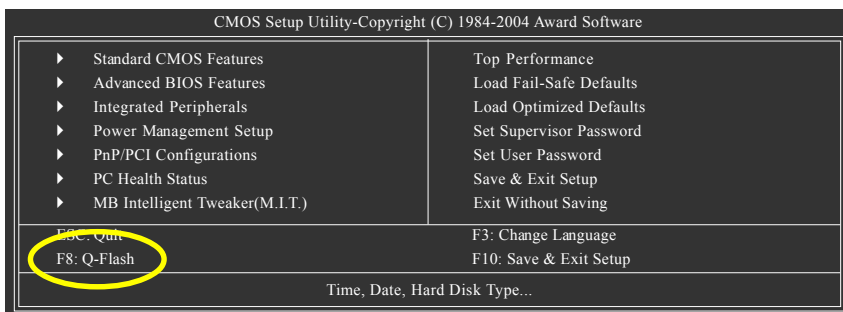 CMOS Setup Utility-Copyright (C) 1984-2004 Award Software
Standard CMOS Features
Advanced BIOS Features
Integrated Peripherals
Power Management Setup
PnP/PCI Configurations
PC Health Status
MB Intelligent Tweaker(M.I.T.)
Top Performance
Load Fail-Safe Defaults
Load Optimized Defaults
Set Supervisor Password
Set User Password
Save & Exit Setup
Exit Without Saving
ESC: Quit
F8: Q-Flash
F3: Change Language
F10: Save & Exit Setup
Time, Date, Hard Disk Type...